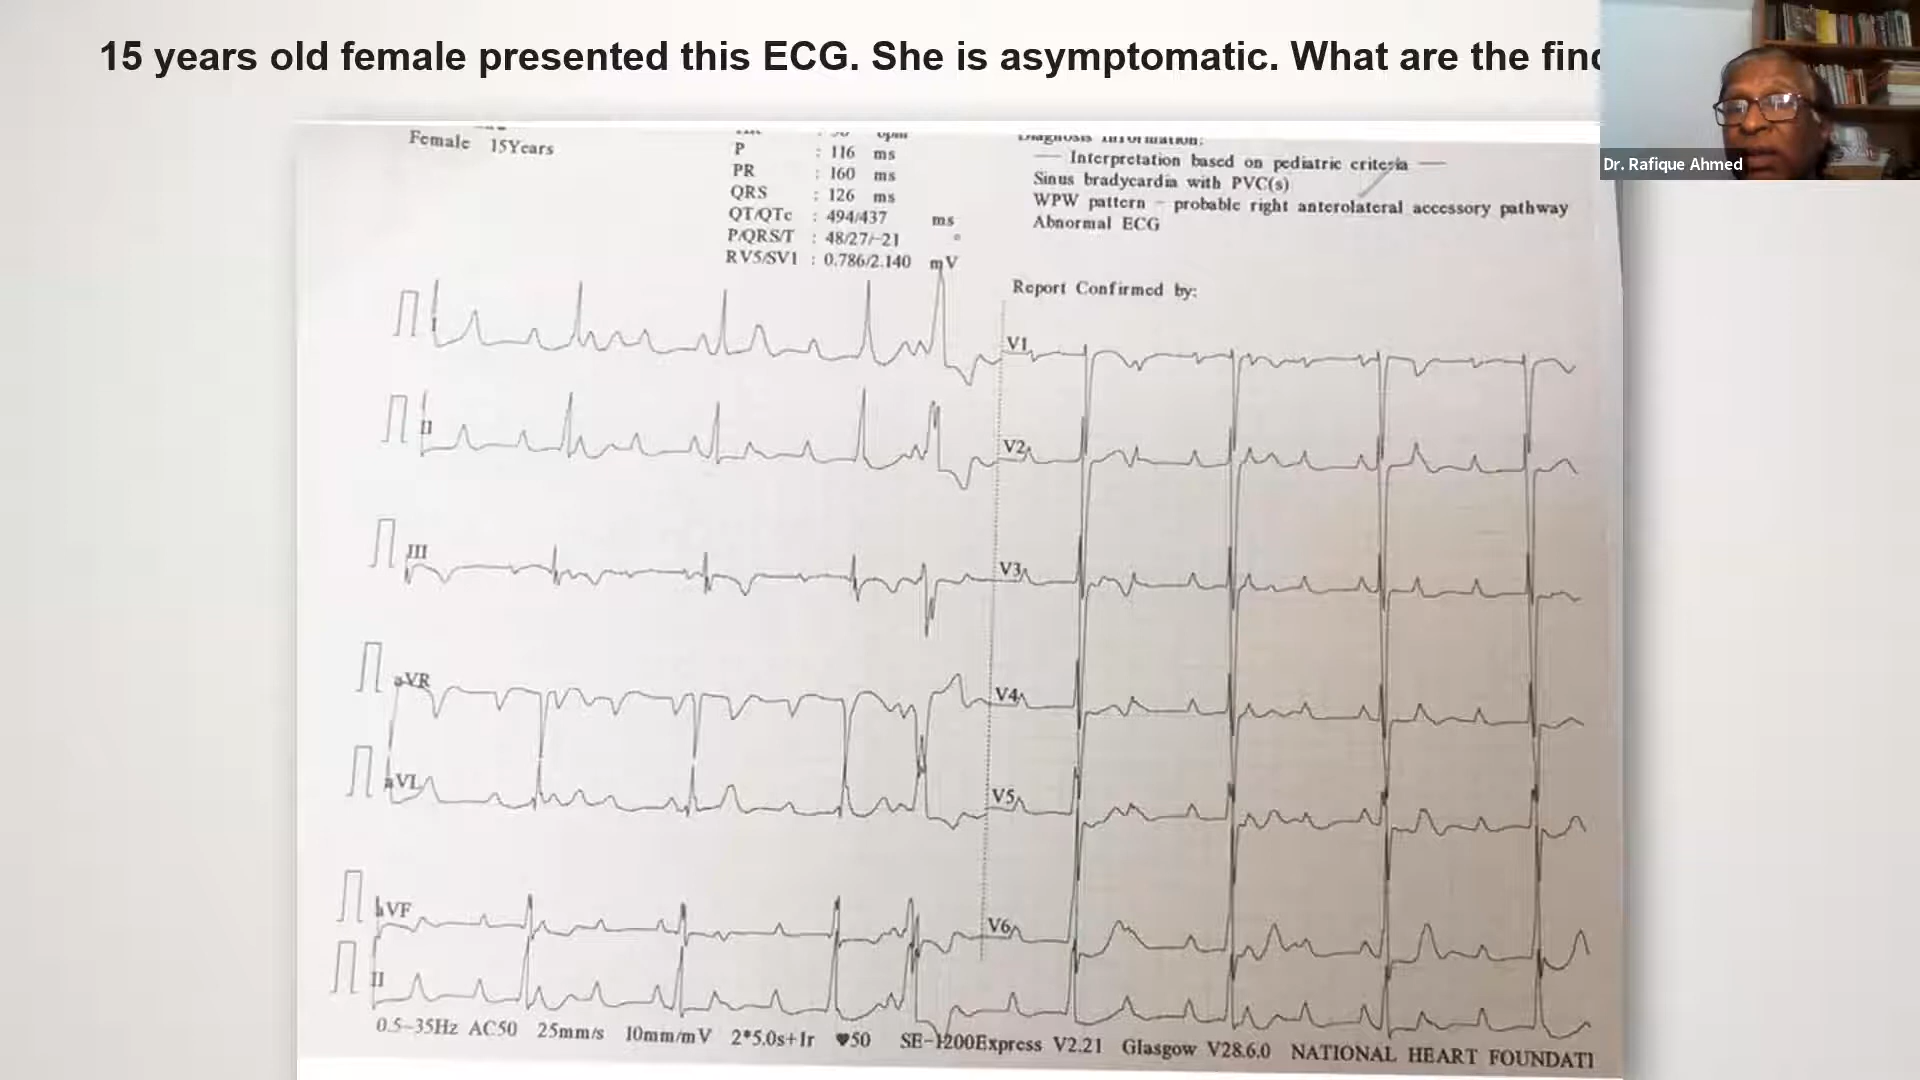 15 years old female presented this ECG. She is asymptomatic. What are the
Dr. Rafique Ahmed
Female 15Years
bpm
P : 116 ms
PR : 160 ms
QRS : 126 ms
QT/QTc : 494/437 ms
P/QRS/T : 48/27/-21 °
RV5/SV1 : 0.786/2.140 mV
Diagnosis Information:
— Interpretation based on pediatric criteria —
Sinus bradycardia with PVC(s)
WPW pattern - probable right anterolateral accessory pathway
Abnormal ECG
Report Confirmed by:
I
II
III
aVR
aVL
aVF
II
V1
V2
V3
V4
V5
V6
0.5-35Hz AC50 25mm/s 10mm/mV 2*5.0s+1r ♥50 SE-1200Express V2.21 Glasgow V28.6.0 NATIONAL HEART FOUNDATI